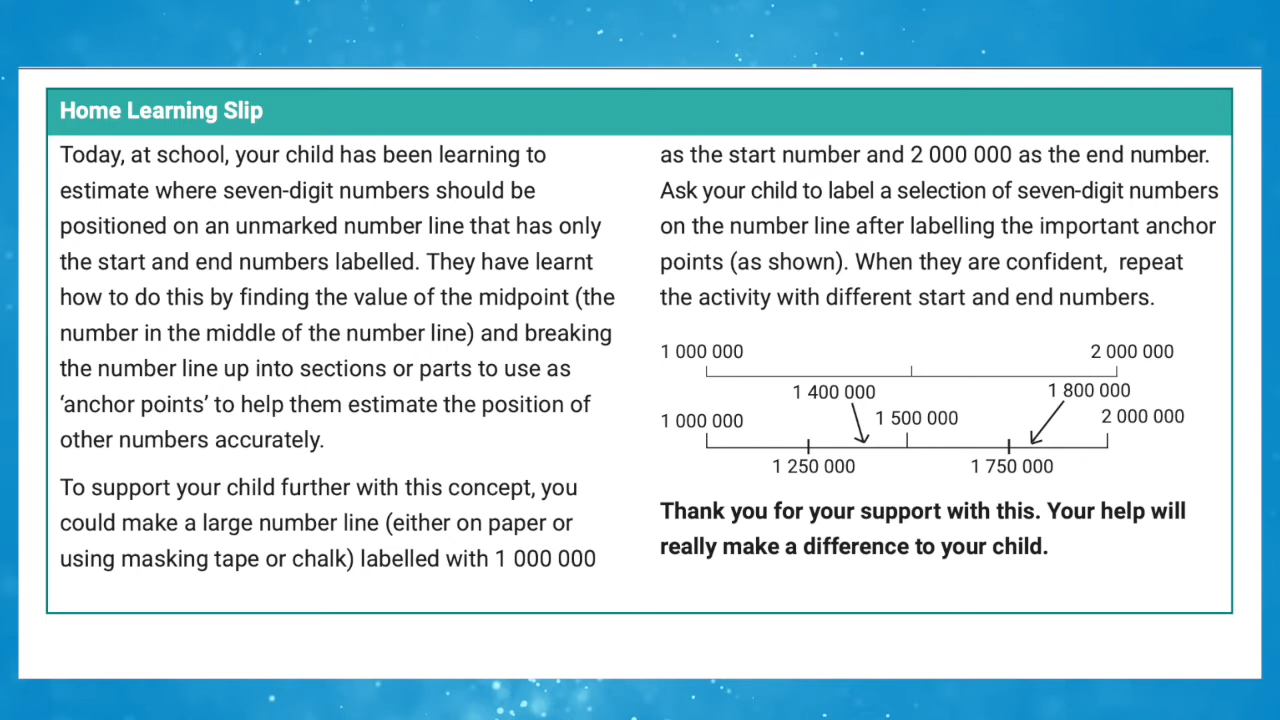 Home Learning Slip
Today, at school, your child has been learning to
estimate where seven-digit numbers should be
positioned on an unmarked number line that has only
the start and end numbers labelled. They have learnt
how to do this by finding the value of the midpoint (the
number in the middle of the number line) and breaking
the number line up into sections or parts to use as
‘anchor points’ to help them estimate the position of
other numbers accurately.
To support your child further with this concept, you
could make a large number line (either on paper or
using masking tape or chalk) labelled with 1 000 000
as the start number and 2 000 000 as the end number.
Ask your child to label a selection of seven-digit numbers
on the number line after labelling the important anchor
points (as shown). When they are confident, repeat
the activity with different start and end numbers.
1 000 000 2 000 000
1 400 000 1 800 000
1 000 000 1 500 000 2 000 000
1 250 000 1 750 000
Thank you for your support with this. Your help will
really make a difference to your child.